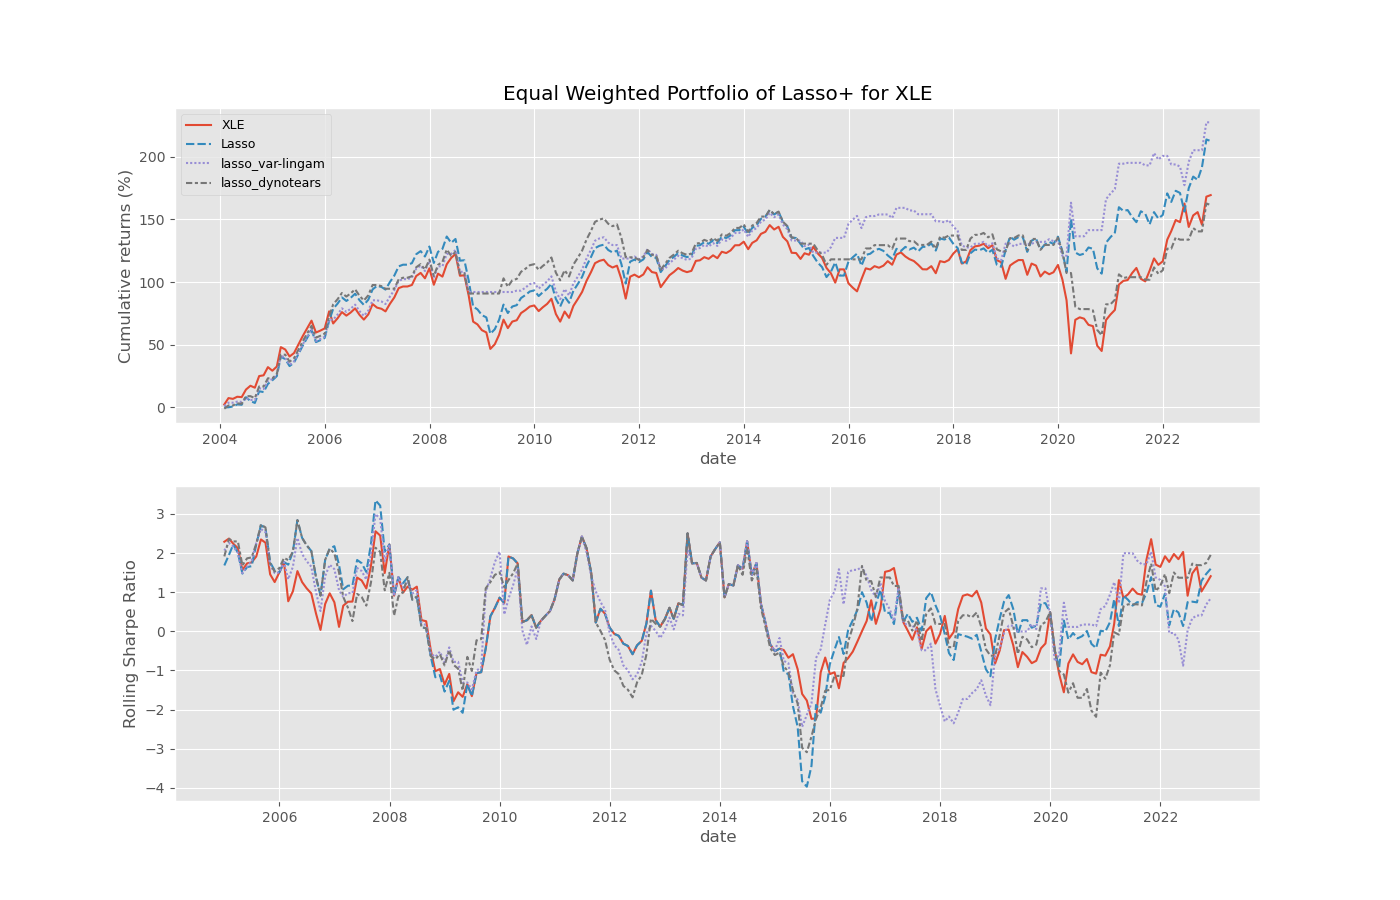 Equal Weighted Portfolio of Lasso+ for XLE
Cumulative returns (%)
200
150
100
50
0
XLE
Lasso
lasso_var-lingam
lasso_dynotears
2004 2006 2008 2010 2012 2014 2016 2018 2020 2022
date
Rolling Sharpe Ratio
3
2
1
0
−1
−2
−3
−4
2006 2008 2010 2012 2014 2016 2018 2020 2022
date